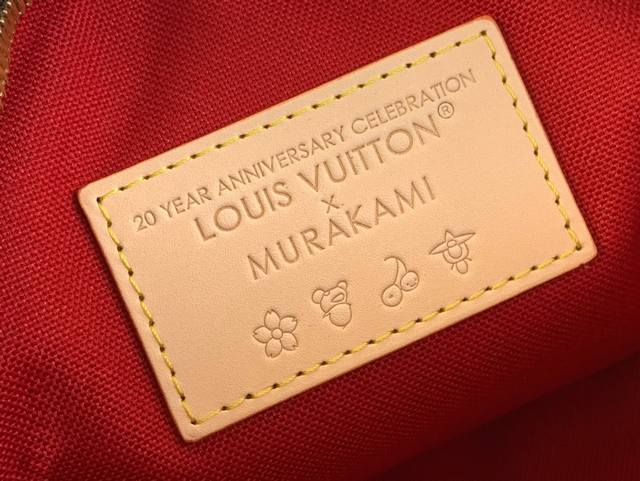 20 YEAR ANNIVERSARY CELEBRATION
LOUIS VUITTON®
x
MURAKAMI